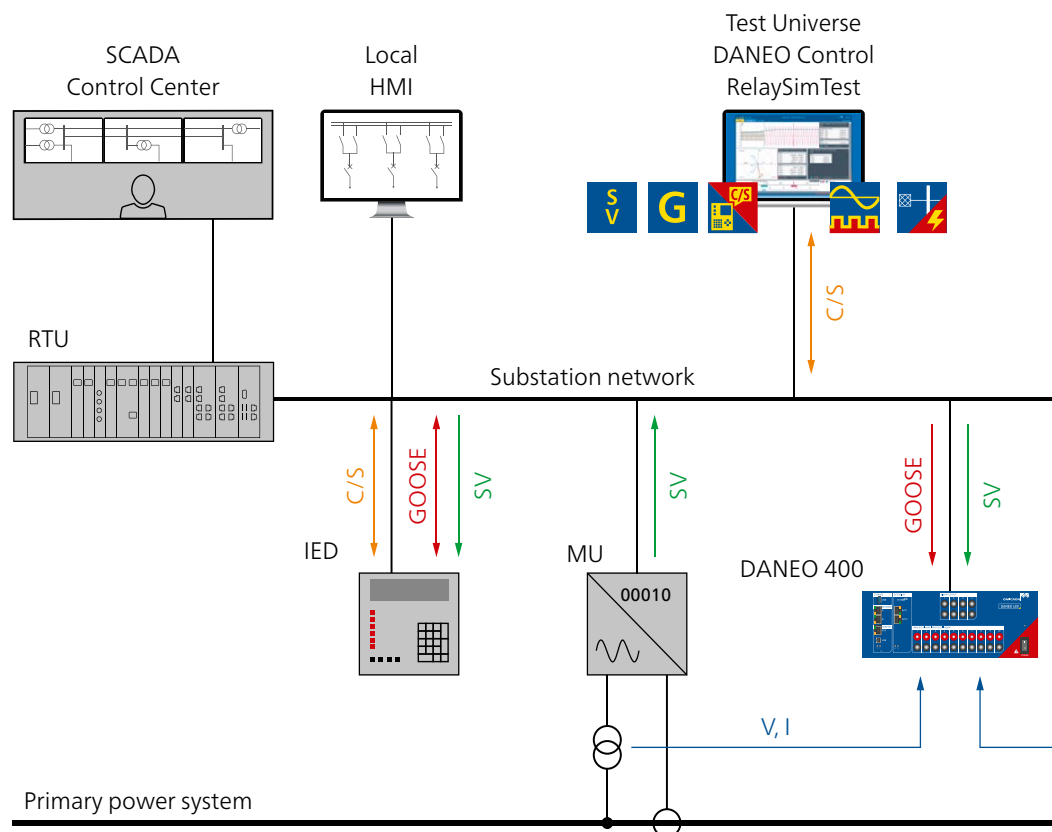 SCADA
Control Center
Local
HMI
Test Universe
DANEO Control
RelaySimTest
S
V
G
C/S
C/S
RTU
Substation network
C/S
GOOSE
SV
SV
GOOSE
SV
IED
MU
DANEO 400
00010
V, I
Primary power system